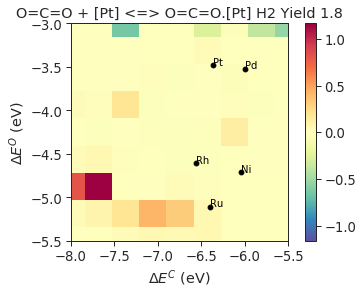 O=C=O + [Pt] <=> O=C=O.[Pt] H2 Yield 1.8
−3.0
−3.5
−4.0
−4.5
−5.0
−5.5
ΔE^O (eV)
Pt
Pd
Rh
Ni
Ru
−8.0 −7.5 −7.0 −6.5 −6.0 −5.5
ΔE^C (eV)
1.0
0.5
0.0
−0.5
−1.0